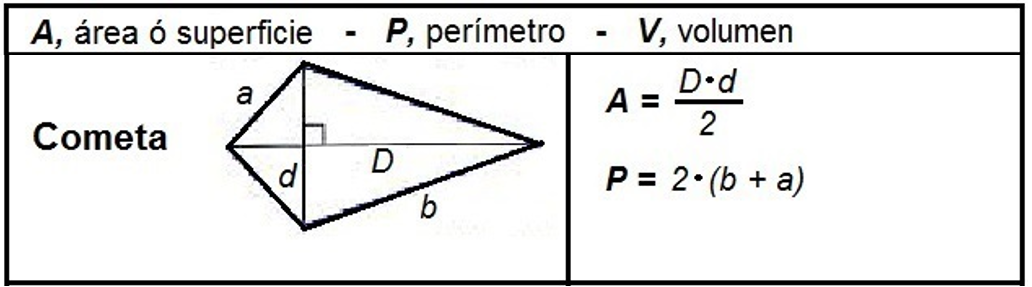 A, área ó superficie - P, perímetro - V, volumen
Cometa
a
d
D
b
A = D·d / 2
P = 2·(b + a)